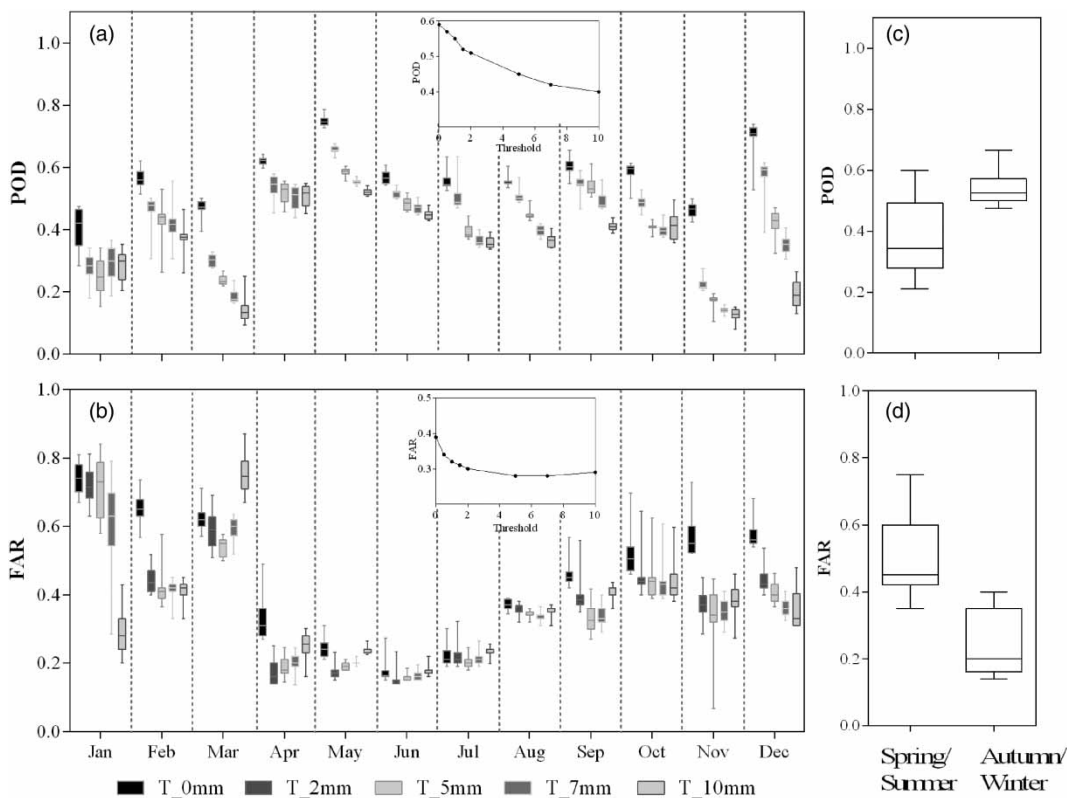 (a)
POD
1.0
0.8
0.6
0.4
0.2
0.0
POD
0.6
0.5
0.4
0 2 4 6 8 10
Threshold
(c)
POD
1.0
0.8
0.6
0.4
0.2
0.0
(b)
FAR
1.0
0.8
0.6
0.4
0.2
0.0
FAR
0.5
0.4
0.3
0 2 4 6 8 10
Threshold
Jan Feb Mar Apr May Jun Jul Aug Sep Oct Nov Dec
(d)
FAR
1.0
0.8
0.6
0.4
0.2
0.0
Spring/
Summer
Autumn/
Winter
T_0mm T_2mm T_5mm T_7mm T_10mm